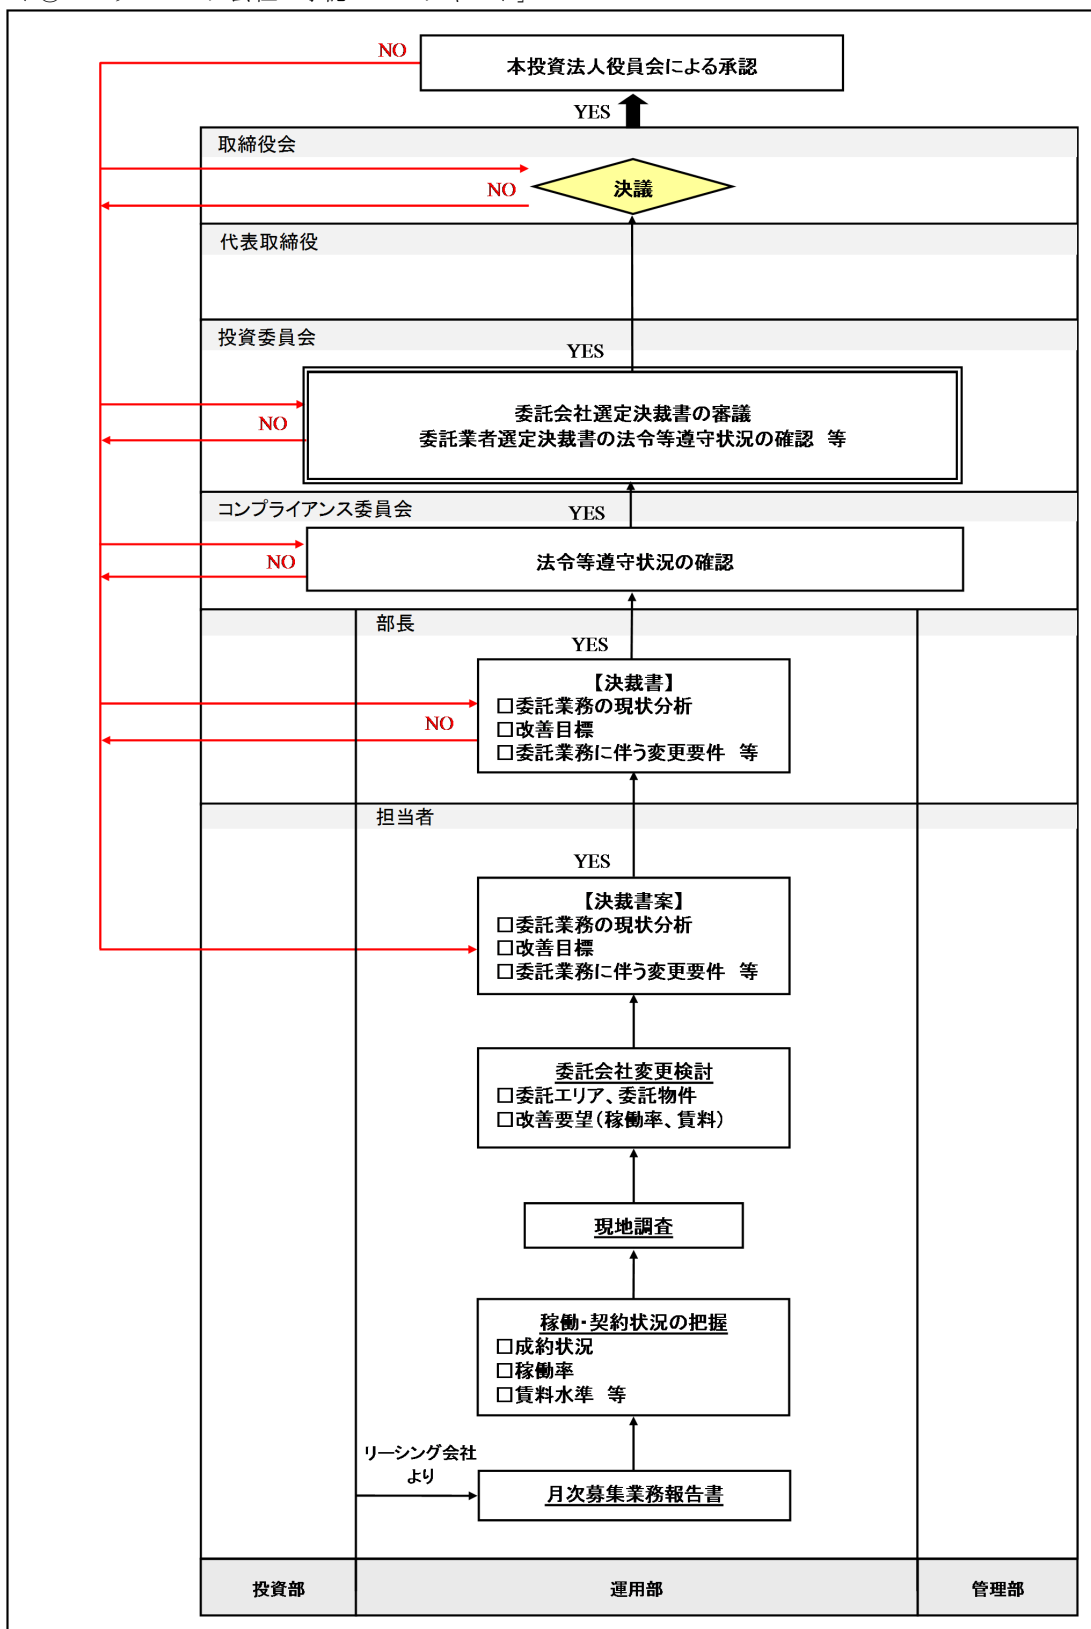 NO
本投資法人役員会による承認
YES
取締役会
NO
決議
代表取締役
投資委員会
YES
委託会社選定決裁書の審議
NO
委託業者選定決裁書の法令等遵守状況の確認 等
コンプライアンス委員会
YES
NO
法令等遵守状況の確認
部長
YES
【決裁書】
□委託業務の現状分析
NO
□改善目標
□委託業務に伴う変更要件 等
担当者
YES
【決裁書案】
□委託業務の現状分析
□改善目標
□委託業務に伴う変更要件 等
委託会社変更検討
□委託エリア、委託物件
□改善要望(稼働率、賃料)
現地調査
稼働・契約状況の把握
□成約状況
□稼働率
□賃料水準 等
リーシング会社
より
月次募集業務報告書
投資部
運用部
管理部